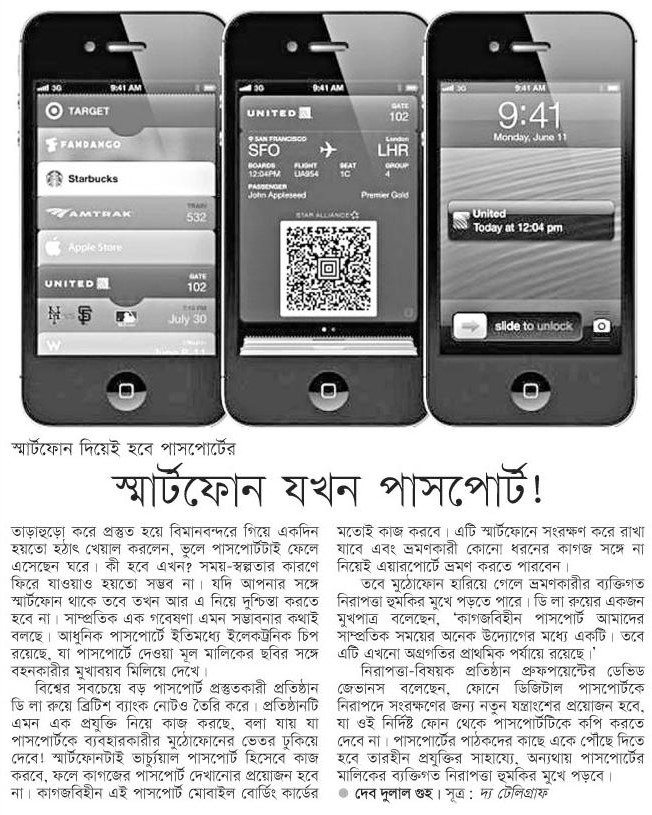 3G 9:41 AM
TARGET
FANDANGO
Starbucks
AMTRAK TRAIN 532
Apple Store
UNITED GATE 102
NY VS SF July 30
W
3G 9:41 AM
UNITED GATE 102
SAN FRANCISCO London
SFO LHR
BOARDS FLIGHT SEAT GROUP
12:04PM UA954 1C 4
PASSENGER
John Appleseed Premier Gold
STAR ALLIANCE
3G
9:41
Monday, June 11
United
Today at 12:04 pm
slide to unlock
স্মার্টফোন দিয়েই হবে পাসপোর্টের
স্মার্টফোন যখন পাসপোর্ট!
তাড়াহুড়ো করে প্রস্তুত হয়ে বিমানবন্দরে গিয়ে একদিন
হয়তো হঠাৎ খেয়াল করলেন, ভুলে পাসপোর্টটাই ফেলে
এসেছেন ঘরে। কী হবে এখন? সময়-স্বল্পতার কারণে
ফিরে যাওয়াও হয়তো সম্ভব না। যদি আপনার সঙ্গে
স্মার্টফোন থাকে তবে তখন আর এ নিয়ে দুশ্চিন্তা করতে
হবে না। সাম্প্রতিক এক গবেষণা এমন সম্ভাবনার কথাই
বলছে। আধুনিক পাসপোর্টে ইতিমধ্যে ইলেকট্রনিক চিপ
রয়েছে, যা পাসপোর্টে দেওয়া মূল মালিকের ছবির সঙ্গে
বহনকারীর মুখাবয়ব মিলিয়ে দেখে।
বিশ্বের সবচেয়ে বড় পাসপোর্ট প্রস্তুতকারী প্রতিষ্ঠান
ডি লা রুয়ে ব্রিটিশ ব্যাংক নোটও তৈরি করে। প্রতিষ্ঠানটি
এমন এক প্রযুক্তি নিয়ে কাজ করছে, বলা যায় যা
পাসপোর্টকে ব্যবহারকারীর মুঠোফোনের ভেতর ঢুকিয়ে
দেবে! স্মার্টফোনটাই ভার্চ্যুয়াল পাসপোর্ট হিসেবে কাজ
করবে, ফলে কাগজের পাসপোর্ট দেখানোর প্রয়োজন হবে
না। কাগজবিহীন এই পাসপোর্ট মোবাইল বোর্ডিং কার্ডের
মতোই কাজ করবে। এটি স্মার্টফোনে সংরক্ষণ করে রাখা
যাবে এবং ভ্রমণকারী কোনো ধরনের কাগজ সঙ্গে না
নিয়েই এয়ারপোর্টে ভ্রমণ করতে পারবেন।
তবে মুঠোফোন হারিয়ে গেলে ভ্রমণকারীর ব্যক্তিগত
নিরাপত্তা হুমকির মুখে পড়তে পারে। ডি লা রুয়ের একজন
মুখপাত্র বলেছেন, ‘কাগজবিহীন পাসপোর্ট আমাদের
সাম্প্রতিক সময়ের অনেক উদ্যোগের মধ্যে একটি। তবে
এটি এখনো অগ্রগতির প্রাথমিক পর্যায়ে রয়েছে।’
নিরাপত্তা-বিষয়ক প্রতিষ্ঠান প্রুফপয়েন্টের ডেভিড
জেভানস বলেছেন, ফোনে ডিজিটাল পাসপোর্টকে
নিরাপদে সংরক্ষণের জন্য নতুন যন্ত্রাংশের প্রয়োজন হবে,
যা ওই নির্দিষ্ট ফোন থেকে পাসপোর্টটিকে কপি করতে
দেবে না। পাসপোর্টের পাঠকদের কাছে একে পৌঁছে দিতে
হবে তারহীন প্রযুক্তির সাহায্যে, অন্যথায় পাসপোর্টের
মালিকের ব্যক্তিগত নিরাপত্তা হুমকির মুখে পড়বে।
● দেব দুলাল গুহ। সূত্র : দ্য টেলিগ্রাফ